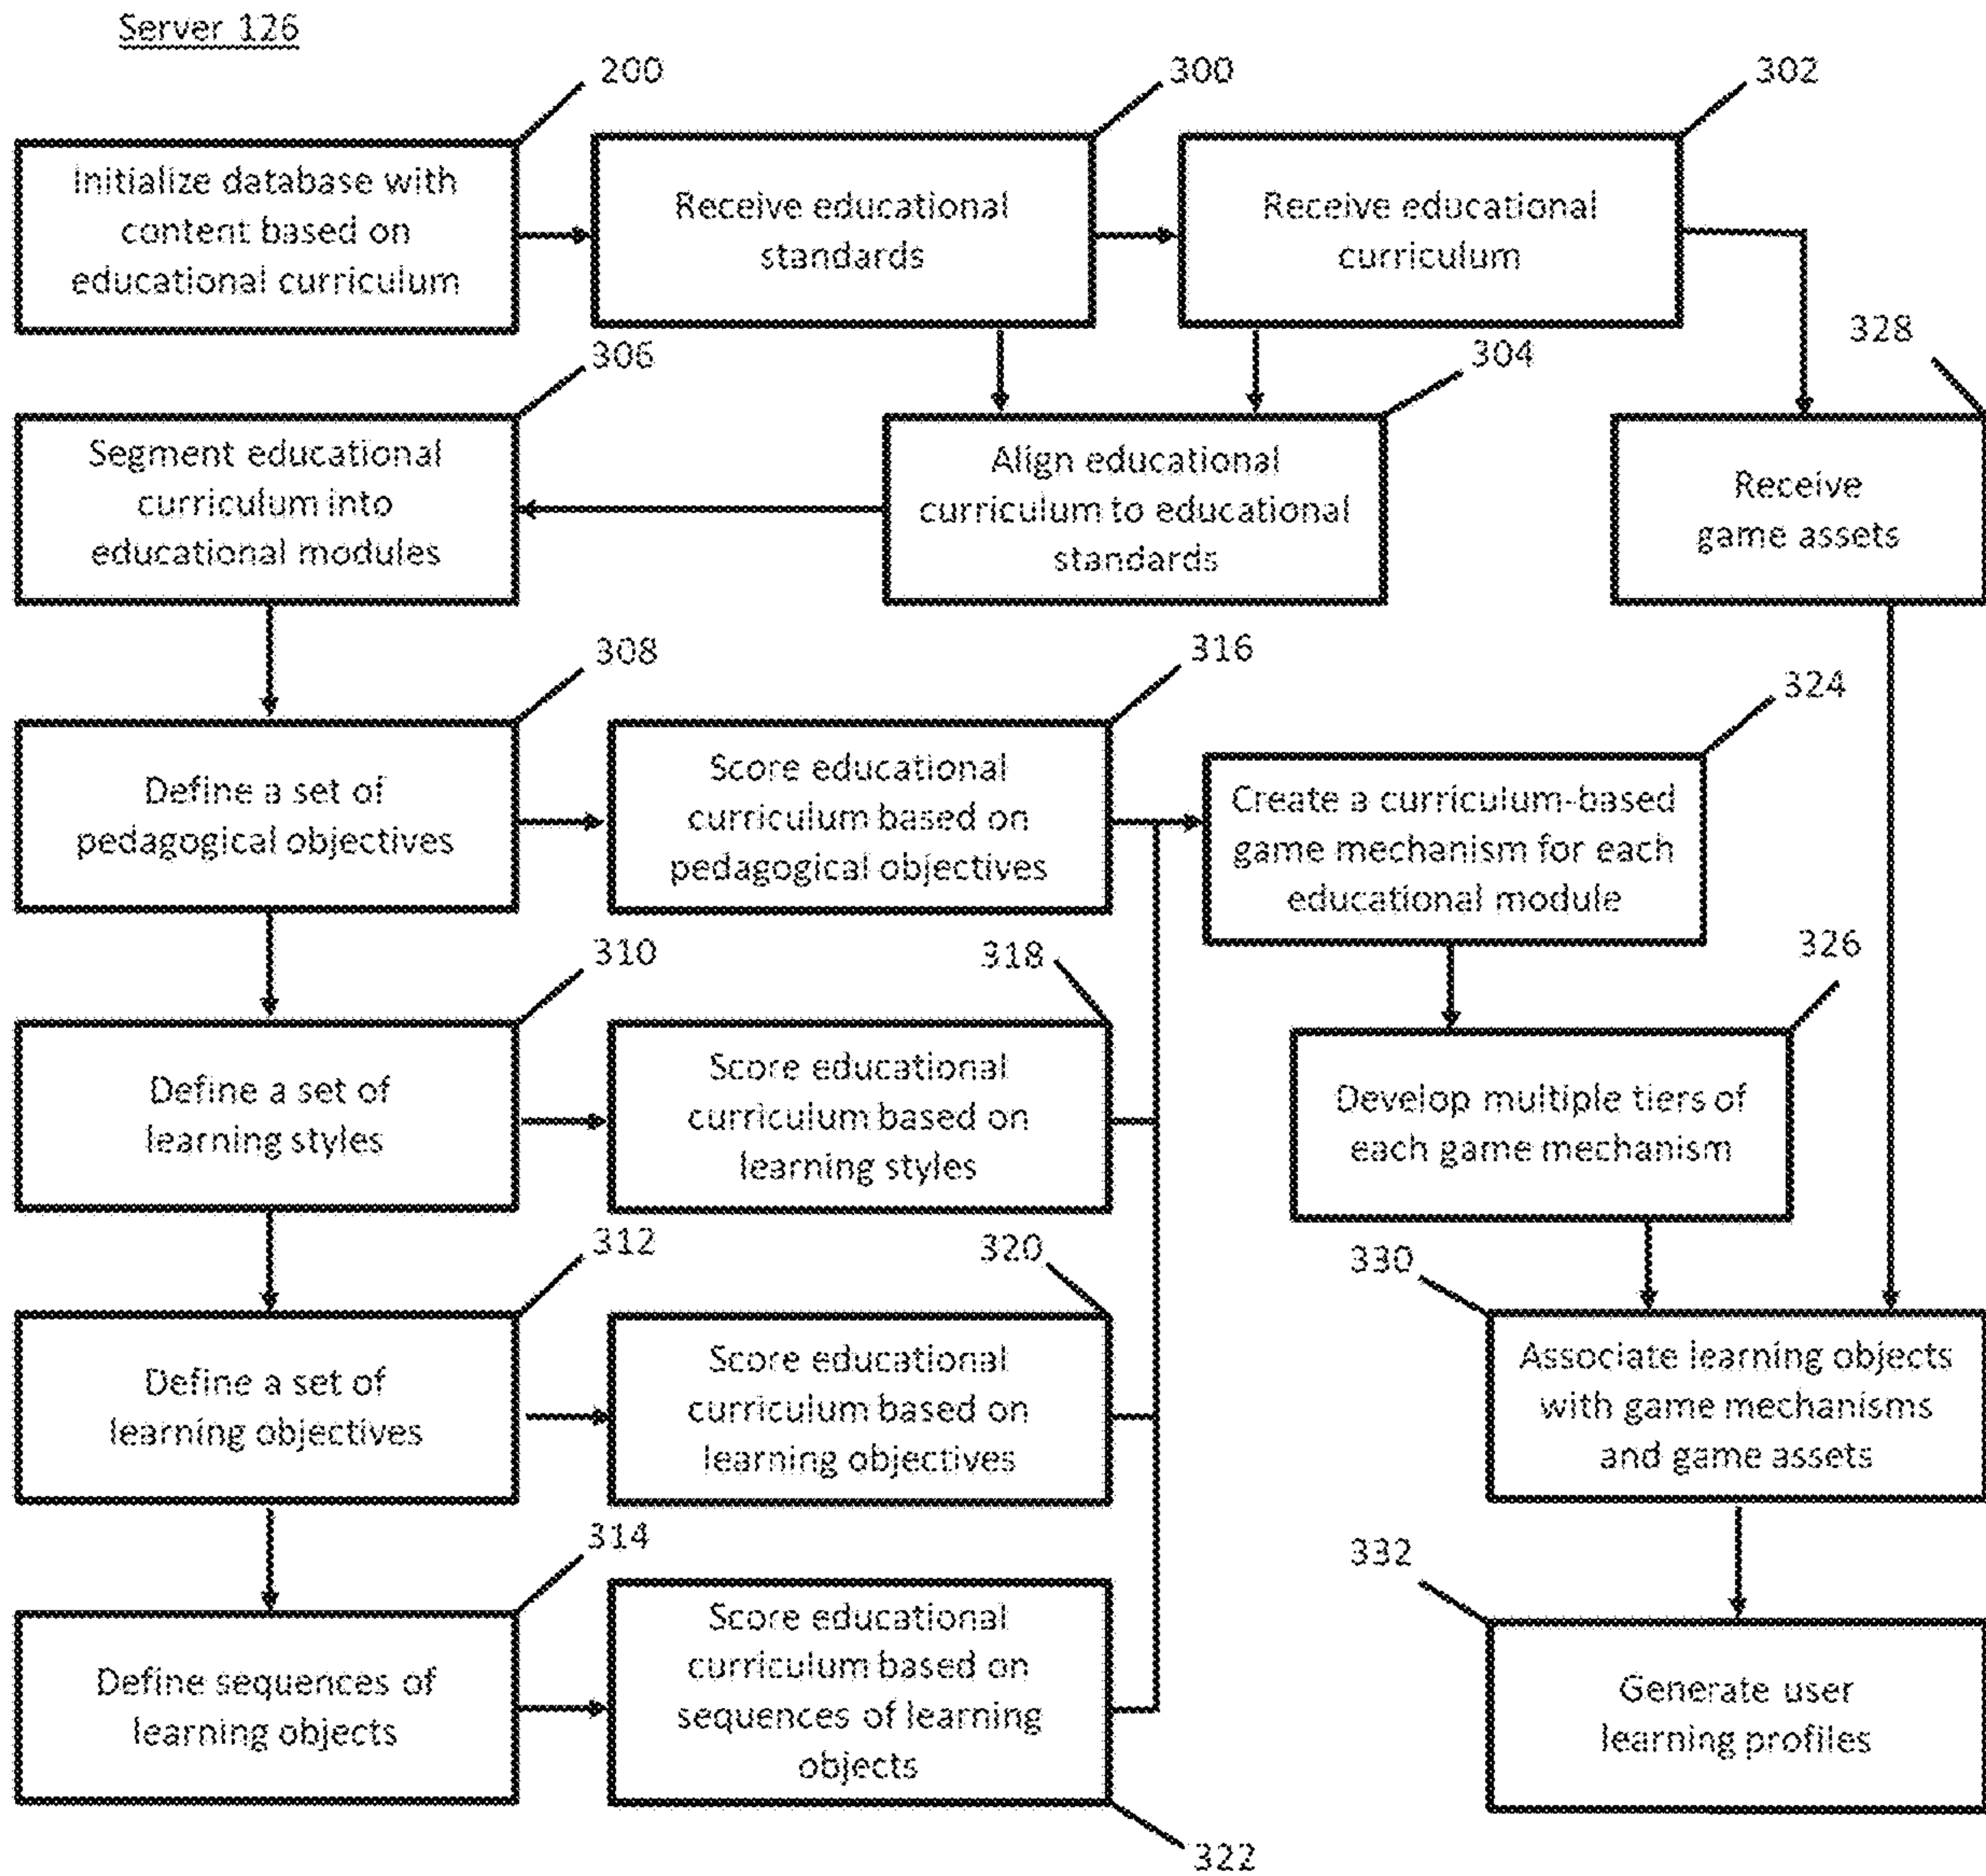 Server 126
200
300
302
Initialize database with
content based on
educational curriculum
Receive educational
standards
Receive educational
curriculum
306
304
328
Segment educational
curriculum into
educational modules
Align educational
curriculum to educational
standards
Receive
game assets
308
316
324
Define a set of
pedagogical objectives
Score educational
curriculum based on
pedagogical objectives
Create a curriculum-based
game mechanism for each
educational module
310
318
326
Define a set of
learning styles
Score educational
curriculum based on
learning styles
Develop multiple tiers of
each game mechanism
312
320
330
Define a set of
learning objectives
Score educational
curriculum based on
learning objectives
Associate learning objects
with game mechanisms
and game assets
314
332
Define sequences of
learning objects
Score educational
curriculum based on
sequences of learning
objects
Generate user
learning profiles
322